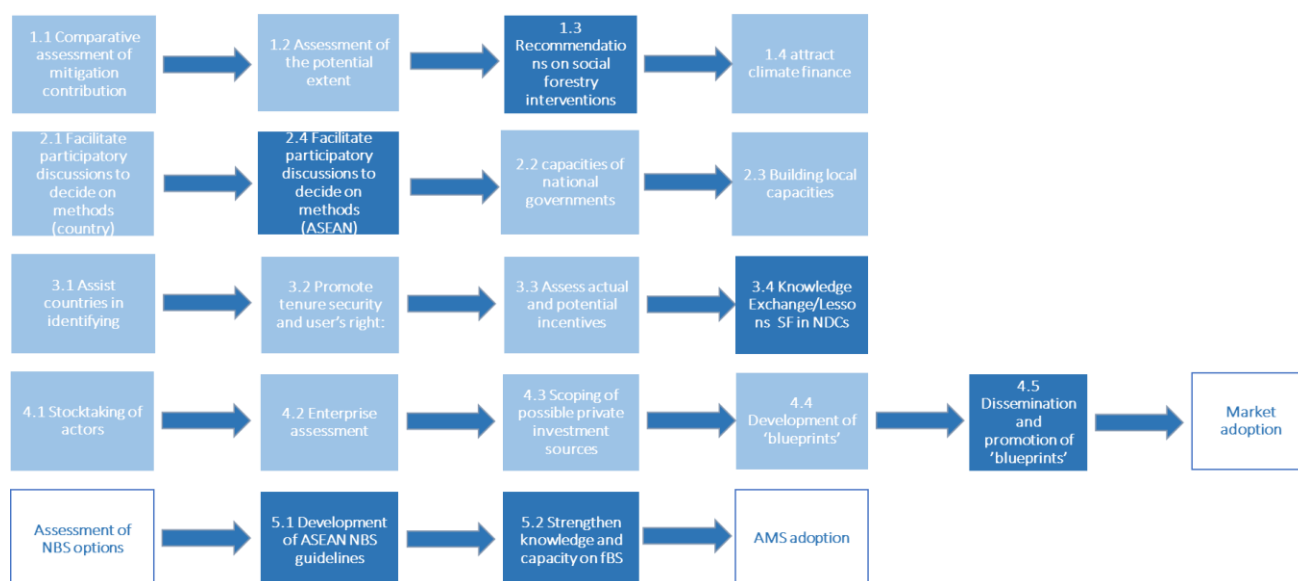 1.1 Comparative
assessment of
mitigation
contribution
1.2 Assessment of
the potential
extent
1.3
Recommendatio
ns on social
forestry
interventions
1.4 attract
climate finance
2.1 Facilitate
participatory
discussions to
decide on
methods
(country)
2.4 Facilitate
participatory
discussions to
decide on
methods
(ASEAN)
2.2 capacities of
national
governments
2.3 Building local
capacities
3.1 Assist
countries in
identifying
3.2 Promote
tenure security
and user's right:
3.3 Assess actual
and potential
incentives
3.4 Knowledge
Exchange/Lesso
ns SF in NDCs
4.1 Stocktaking of
actors
4.2 Enterprise
assessment
4.3 Scoping of
possible private
investment
sources
4.4
Development of
'blueprints'
4.5
Dissemination
and
promotion of
'blueprints'
Market
adoption
Assessment of
NBS options
5.1 Development
of ASEAN NBS
guidelines
5.2 Strengthen
knowledge and
capacity on fBS
AMS adoption